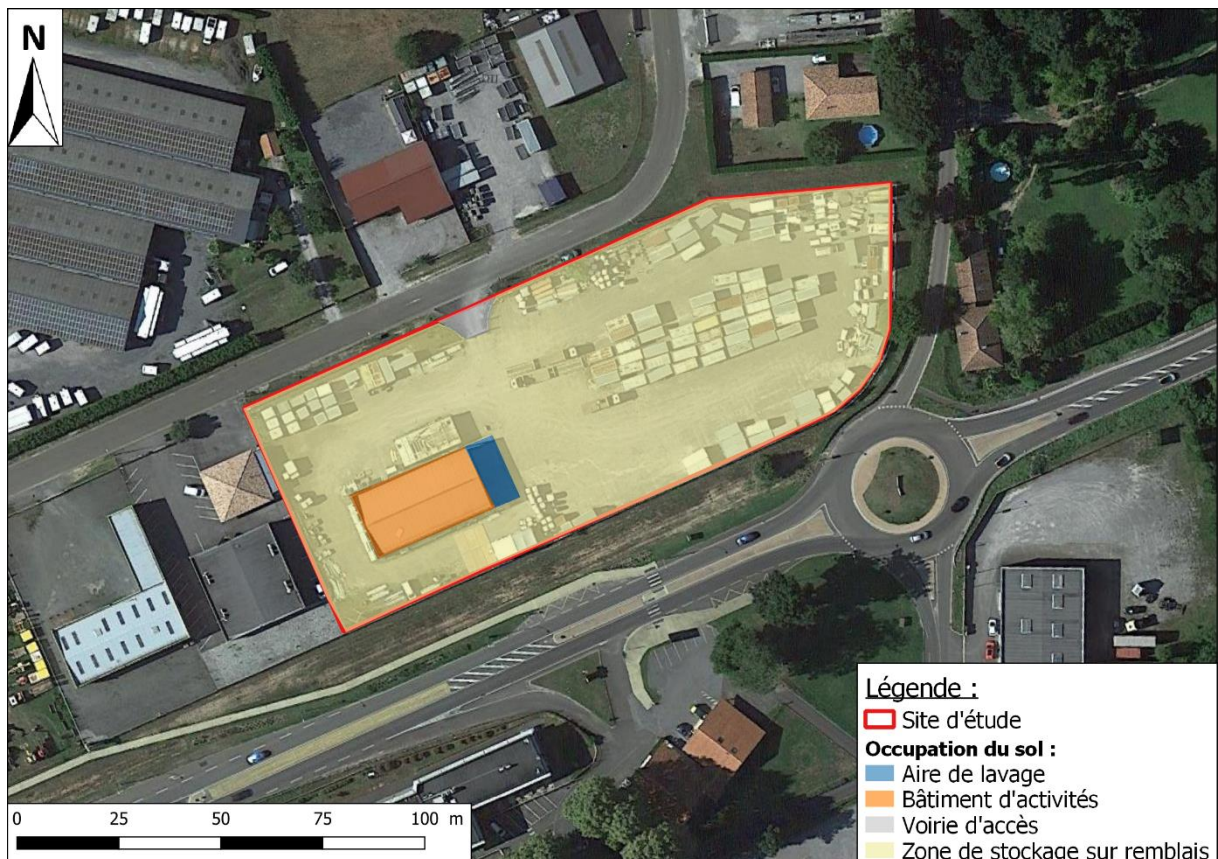 N
Légende :
Site d'étude
Occupation du sol :
Aire de lavage
Bâtiment d'activités
Voirie d'accès
Zone de stockage sur remblais
0 25 50 75 100 m